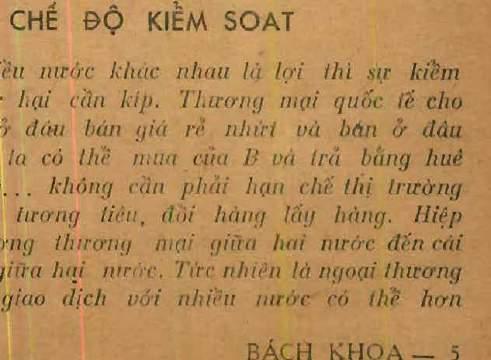 CHẾ ĐỘ KIỂM SOAT
nước khác nhau là lợi thì sự kiểm
hại cần kíp. Thương mại quốc tế cho
ở đâu bán giá rẻ nhứt và bán ở đâu
ta có thể mua của B và trả bằng huê
... không cần phải hạn chế thị trường
tương tiêu, đổi hàng lấy hàng. Hiệp
thương mại giữa hai nước đến cái
giữa hại nước. Tức nhiên là ngoại thương
giao dịch với nhiều nước có thể hơn
BÁCH KHOA — 5